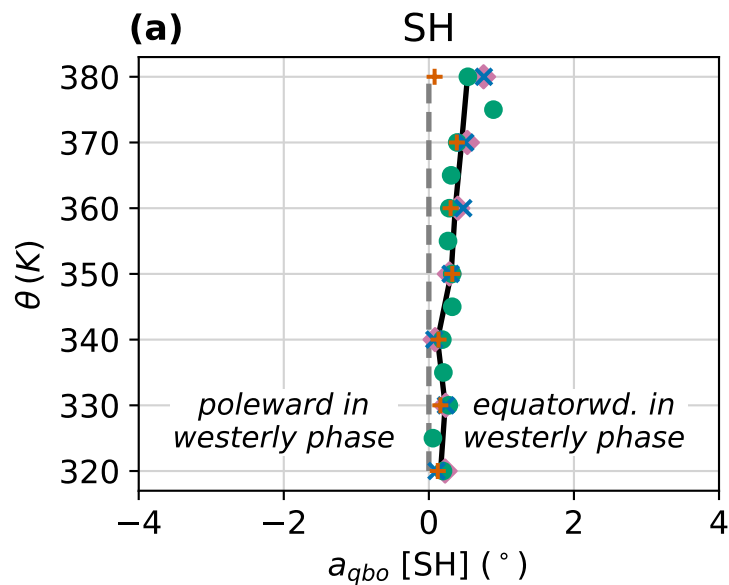 (a) SH
380
370
360
350
340
330
320
θ (K)
poleward in
westerly phase
equatorwd. in
westerly phase
−4 −2 0 2 4
a_qbo [SH] (°)